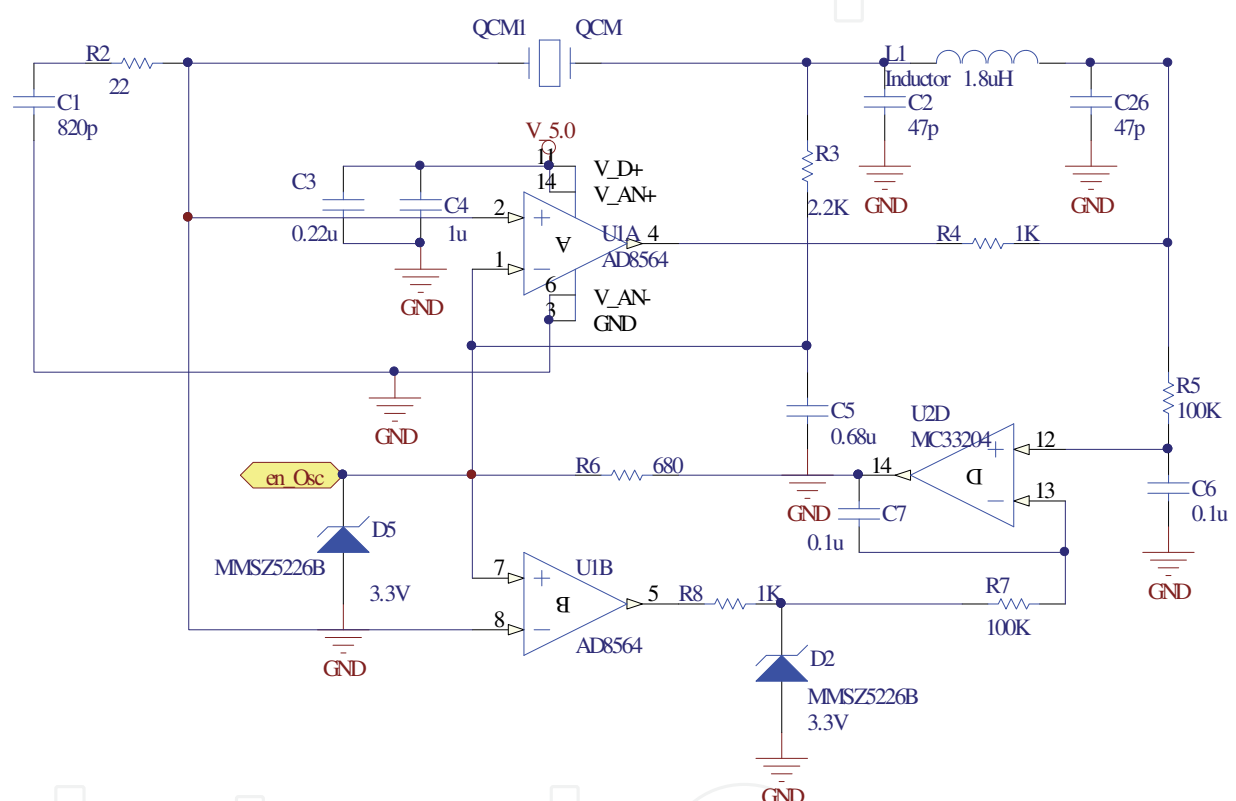 QCM1 QCM
R2
22
L1
Inductor 1.8uH
C1
820p
C2
47p
C26
47p
V_5.0
11
14
V_D+
V_AN+
C3
0.22u
C4
1u
R3
2.2K
GND
GND
2
+
A
U1A
AD8564
4
R4 1K
1
−
6
3
V_AN-
GND
GND
GND
R5
100K
C5
0.68u
U2D
MC33204
12
+
D
−
13
14
en_Osc
R6 680
GND
C7
0.1u
C6
0.1u
GND
D5
MMSZ5226B
3.3V
GND
7
+
B
8
−
U1B
AD8564
5
R8 1K
R7
100K
D2
MMSZ5226B
3.3V
GND